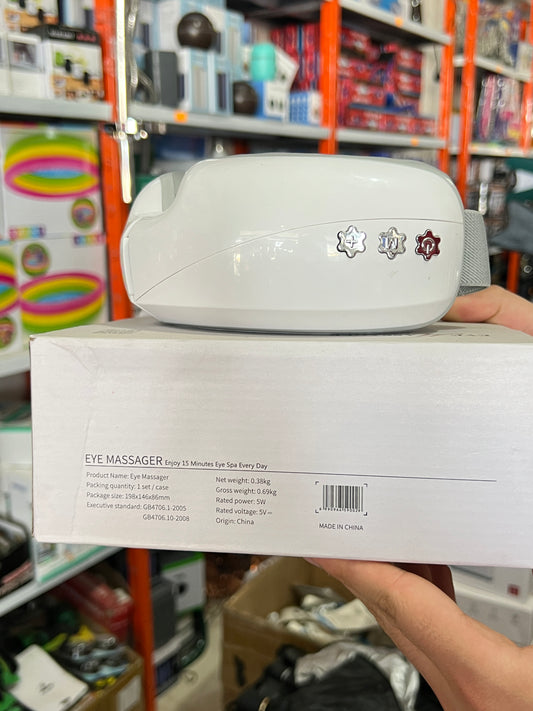 EYE MASSAGER Enjoy 15 Minutes Eye Spa Every Day
Product Name: Eye Massager
Packing quantity: 1 set / case
Package size: 198x146x86mm
Executive standard: GB4706.1-2005
GB4706.10-2008
Net weight: 0.38kg
Gross weight: 0.69kg
Rated power: 5W
Rated voltage: 5V⎓
Origin: China
MADE IN CHINA